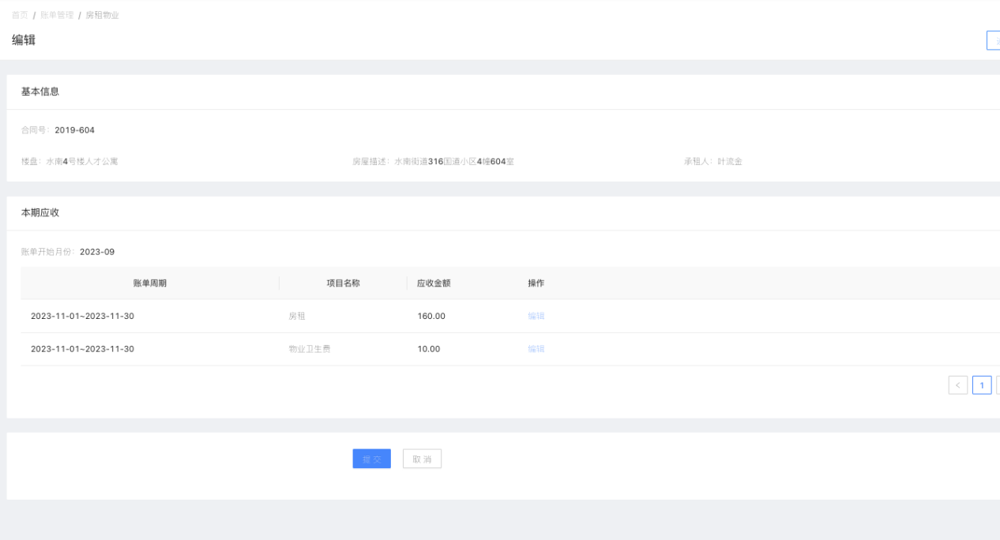 首页 / 账单管理 / 房租物业
编辑
基本信息
合同号: 2019-604
楼盘: 水南4号楼人才公寓 房屋描述: 水南街道316国道小区4幢604室 承租人: 叶流金
本期应收
账单开始月份: 2023-09
账单周期 项目名称 应收金额 操作
2023-11-01~2023-11-30 房租 160.00 编辑
2023-11-01~2023-11-30 物业卫生费 10.00 编辑
< 1
提交 取消